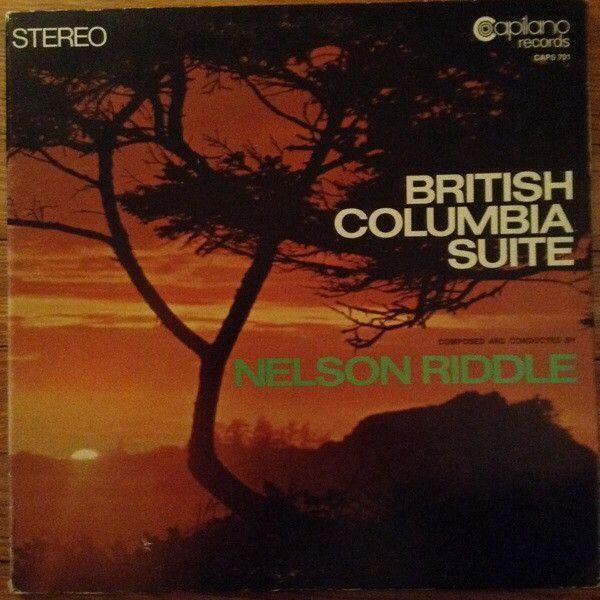 STEREO
Capilano
records
CAPS 701
BRITISH
COLUMBIA
SUITE
COMPOSED AND CONDUCTED BY
NELSON RIDDLE